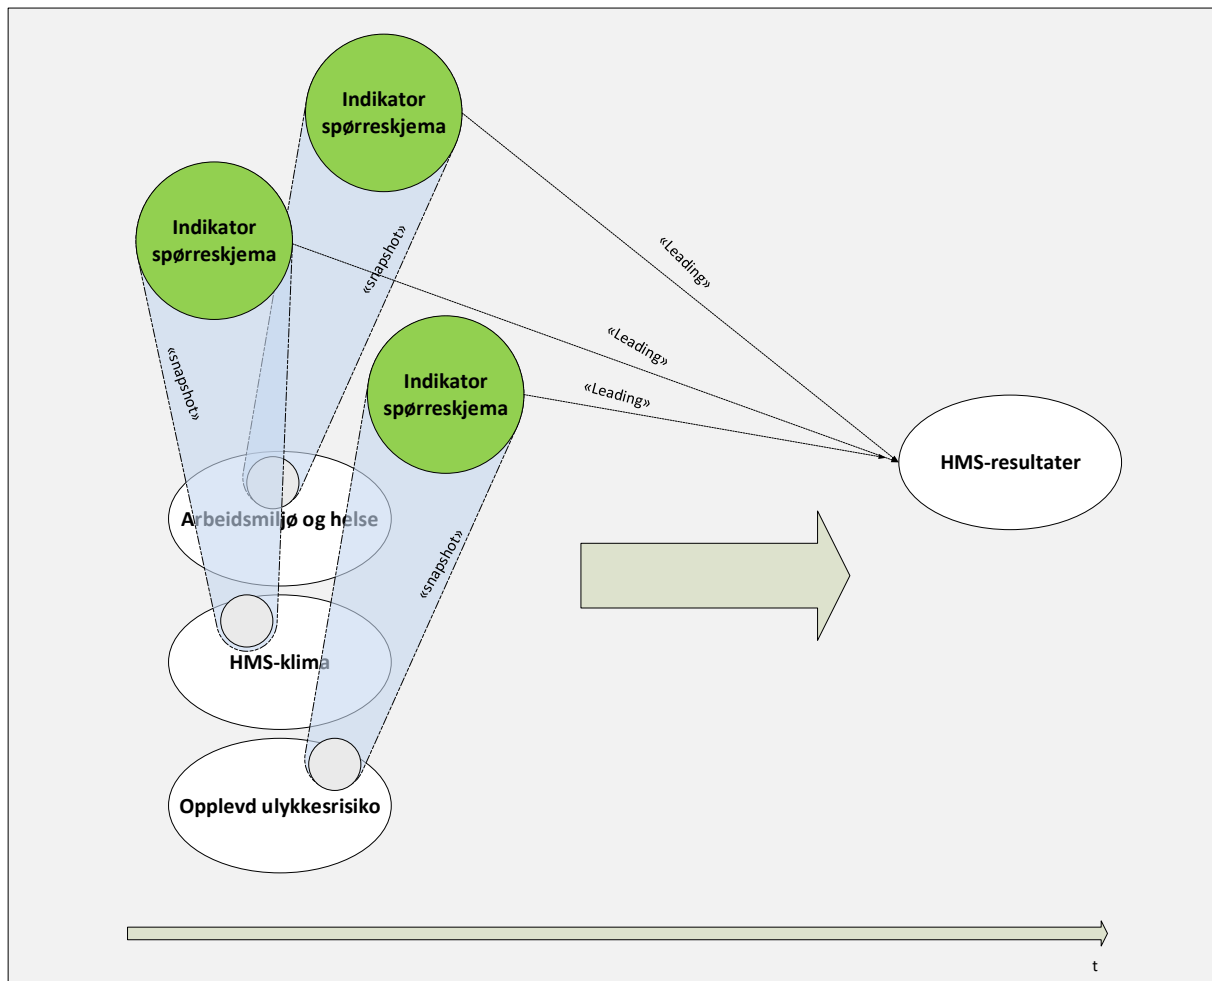 Indikator
spørreskjema
Indikator
spørreskjema
«snapshot»
«Leading»
«Leading»
«snapshot»
Indikator
spørreskjema
«Leading»
HMS-resultater
Arbeidsmiljø og helse
«snapshot»
HMS-klima
Opplevd ulykkesrisiko
t